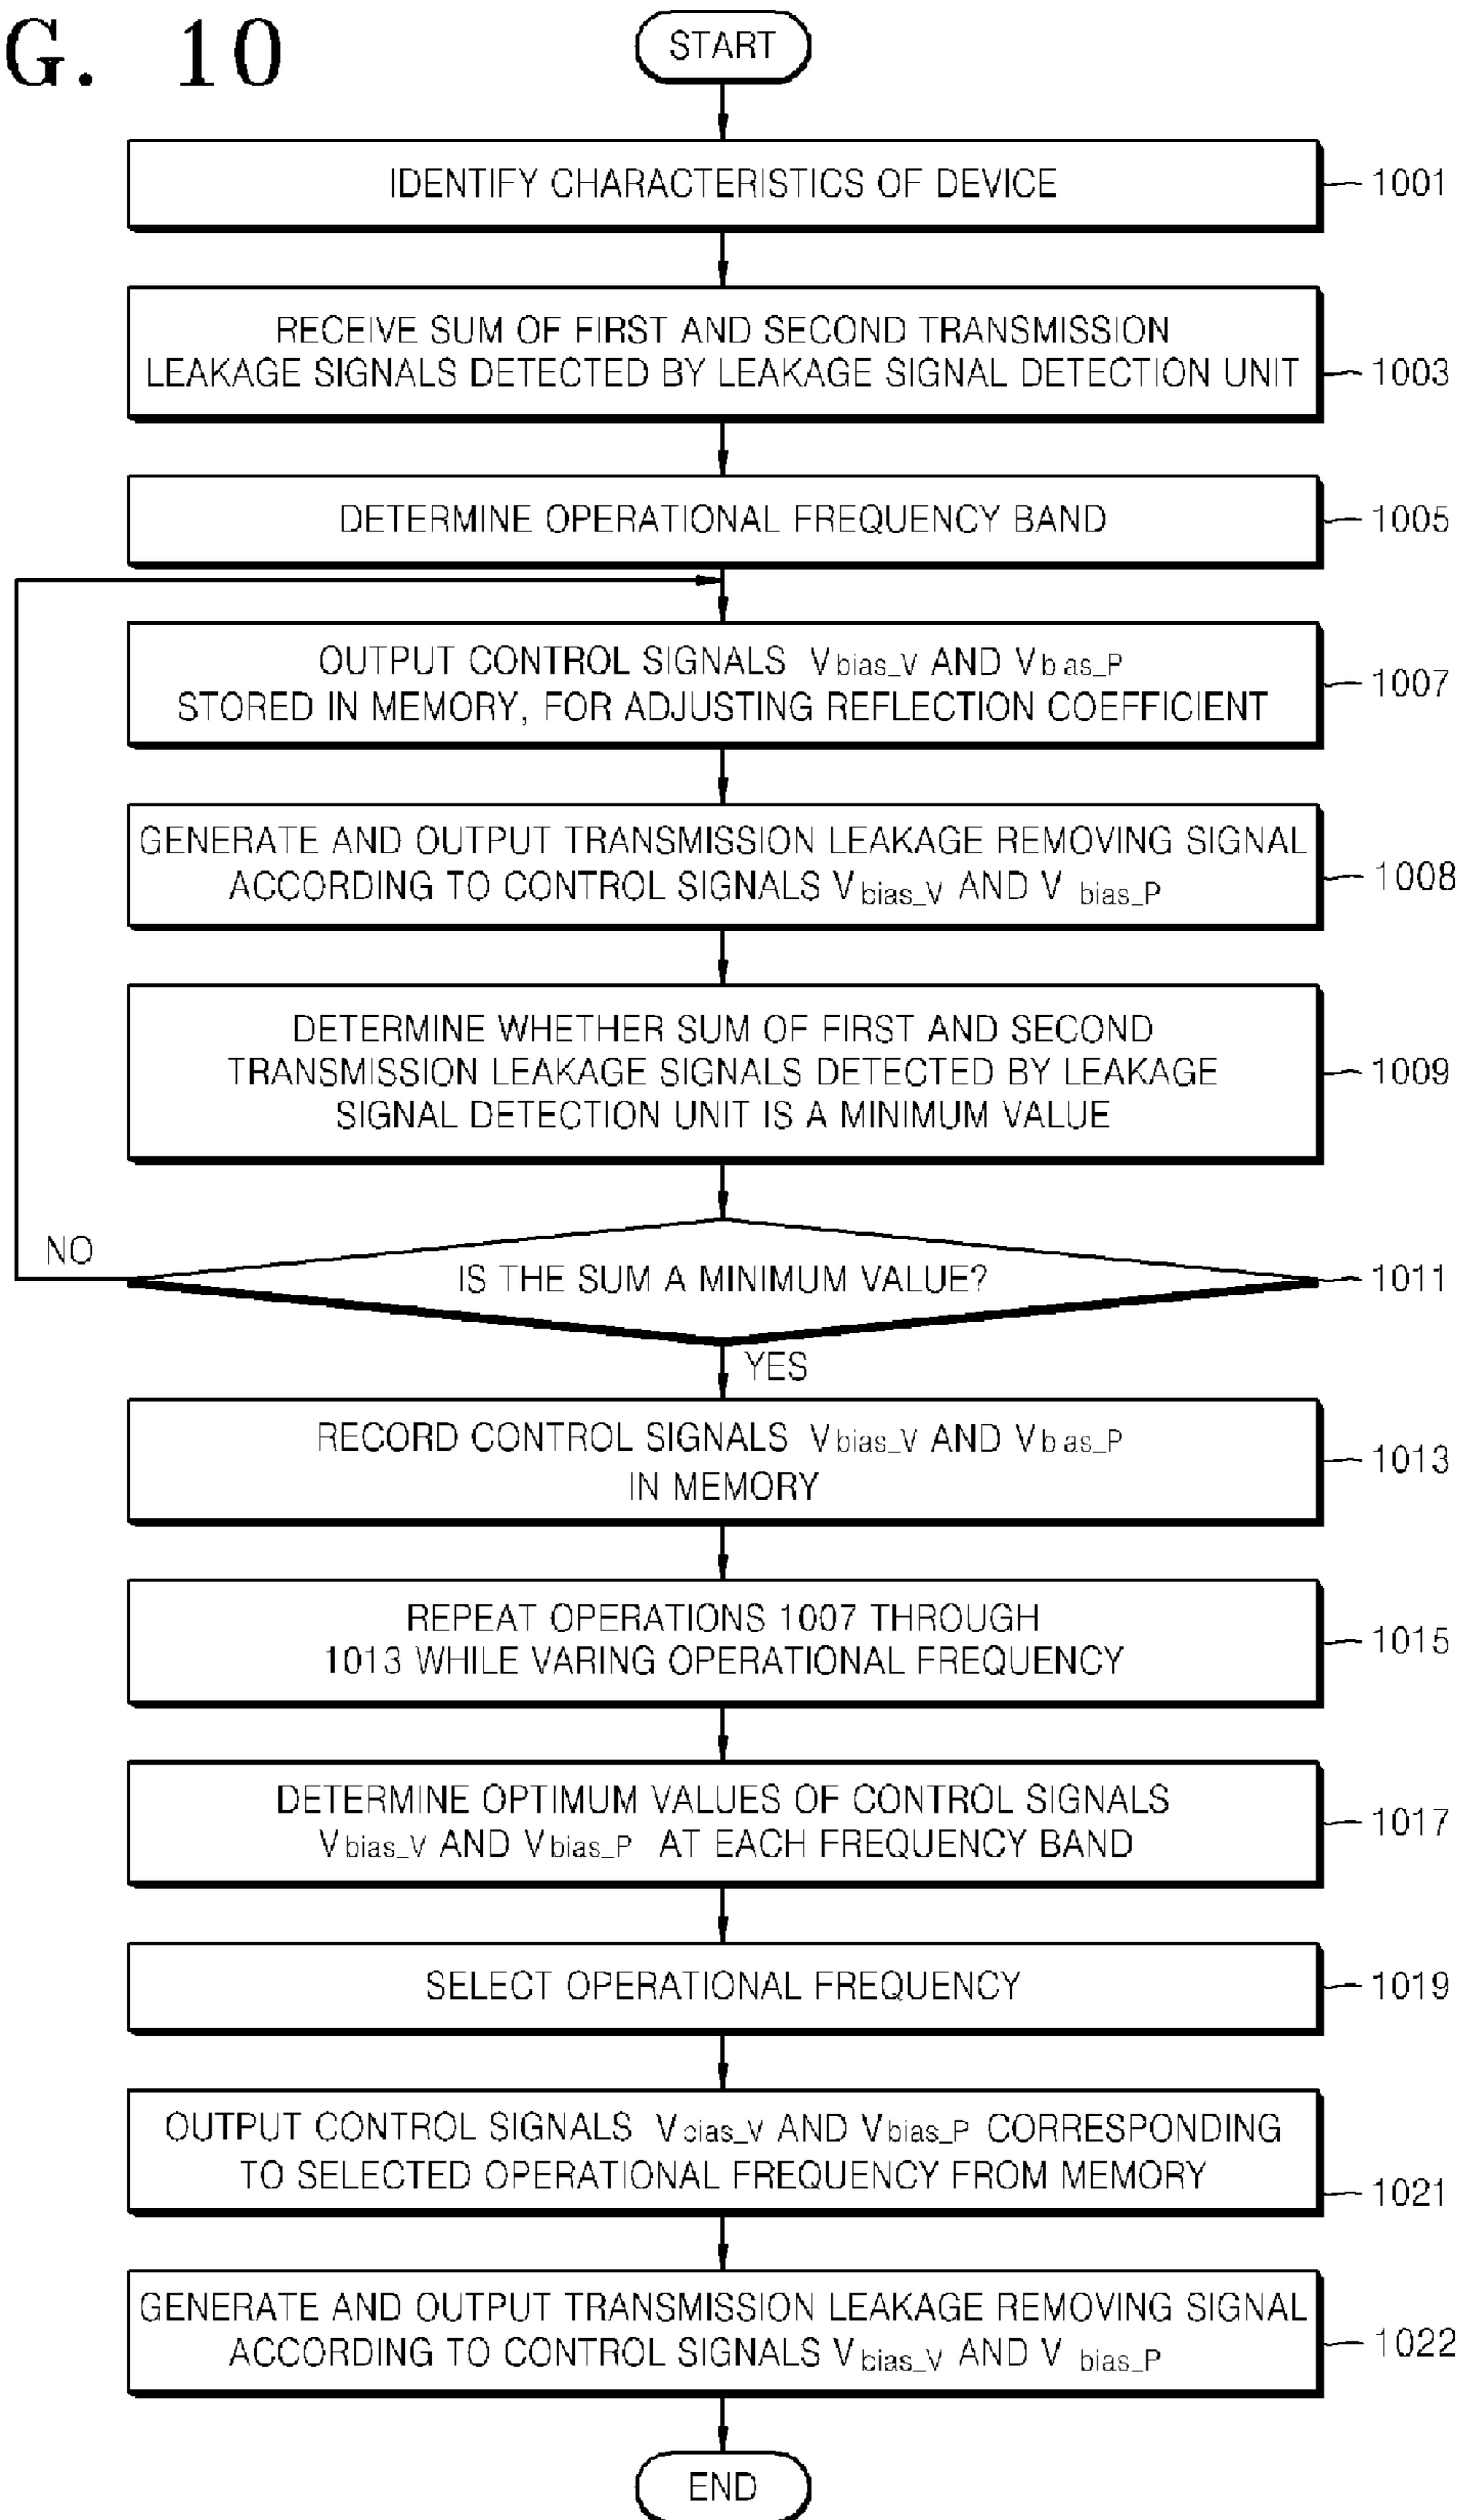 G. 10
START
IDENTIFY CHARACTERISTICS OF DEVICE
1001
RECEIVE SUM OF FIRST AND SECOND TRANSMISSION
LEAKAGE SIGNALS DETECTED BY LEAKAGE SIGNAL DETECTION UNIT
1003
DETERMINE OPERATIONAL FREQUENCY BAND
1005
OUTPUT CONTROL SIGNALS Vbias_V AND Vbias_P
STORED IN MEMORY, FOR ADJUSTING REFLECTION COEFFICIENT
1007
GENERATE AND OUTPUT TRANSMISSION LEAKAGE REMOVING SIGNAL
ACCORDING TO CONTROL SIGNALS Vbias_V AND V bias_P
1008
DETERMINE WHETHER SUM OF FIRST AND SECOND
TRANSMISSION LEAKAGE SIGNALS DETECTED BY LEAKAGE
SIGNAL DETECTION UNIT IS A MINIMUM VALUE
1009
NO
IS THE SUM A MINIMUM VALUE?
1011
YES
RECORD CONTROL SIGNALS Vbias_V AND Vbias_P
IN MEMORY
1013
REPEAT OPERATIONS 1007 THROUGH
1013 WHILE VARING OPERATIONAL FREQUENCY
1015
DETERMINE OPTIMUM VALUES OF CONTROL SIGNALS
Vbias_V AND Vbias_P AT EACH FREQUENCY BAND
1017
SELECT OPERATIONAL FREQUENCY
1019
OUTPUT CONTROL SIGNALS Vbias_V AND Vbias_P CORRESPONDING
TO SELECTED OPERATIONAL FREQUENCY FROM MEMORY
1021
GENERATE AND OUTPUT TRANSMISSION LEAKAGE REMOVING SIGNAL
ACCORDING TO CONTROL SIGNALS Vbias_V AND V bias_P
1022
END